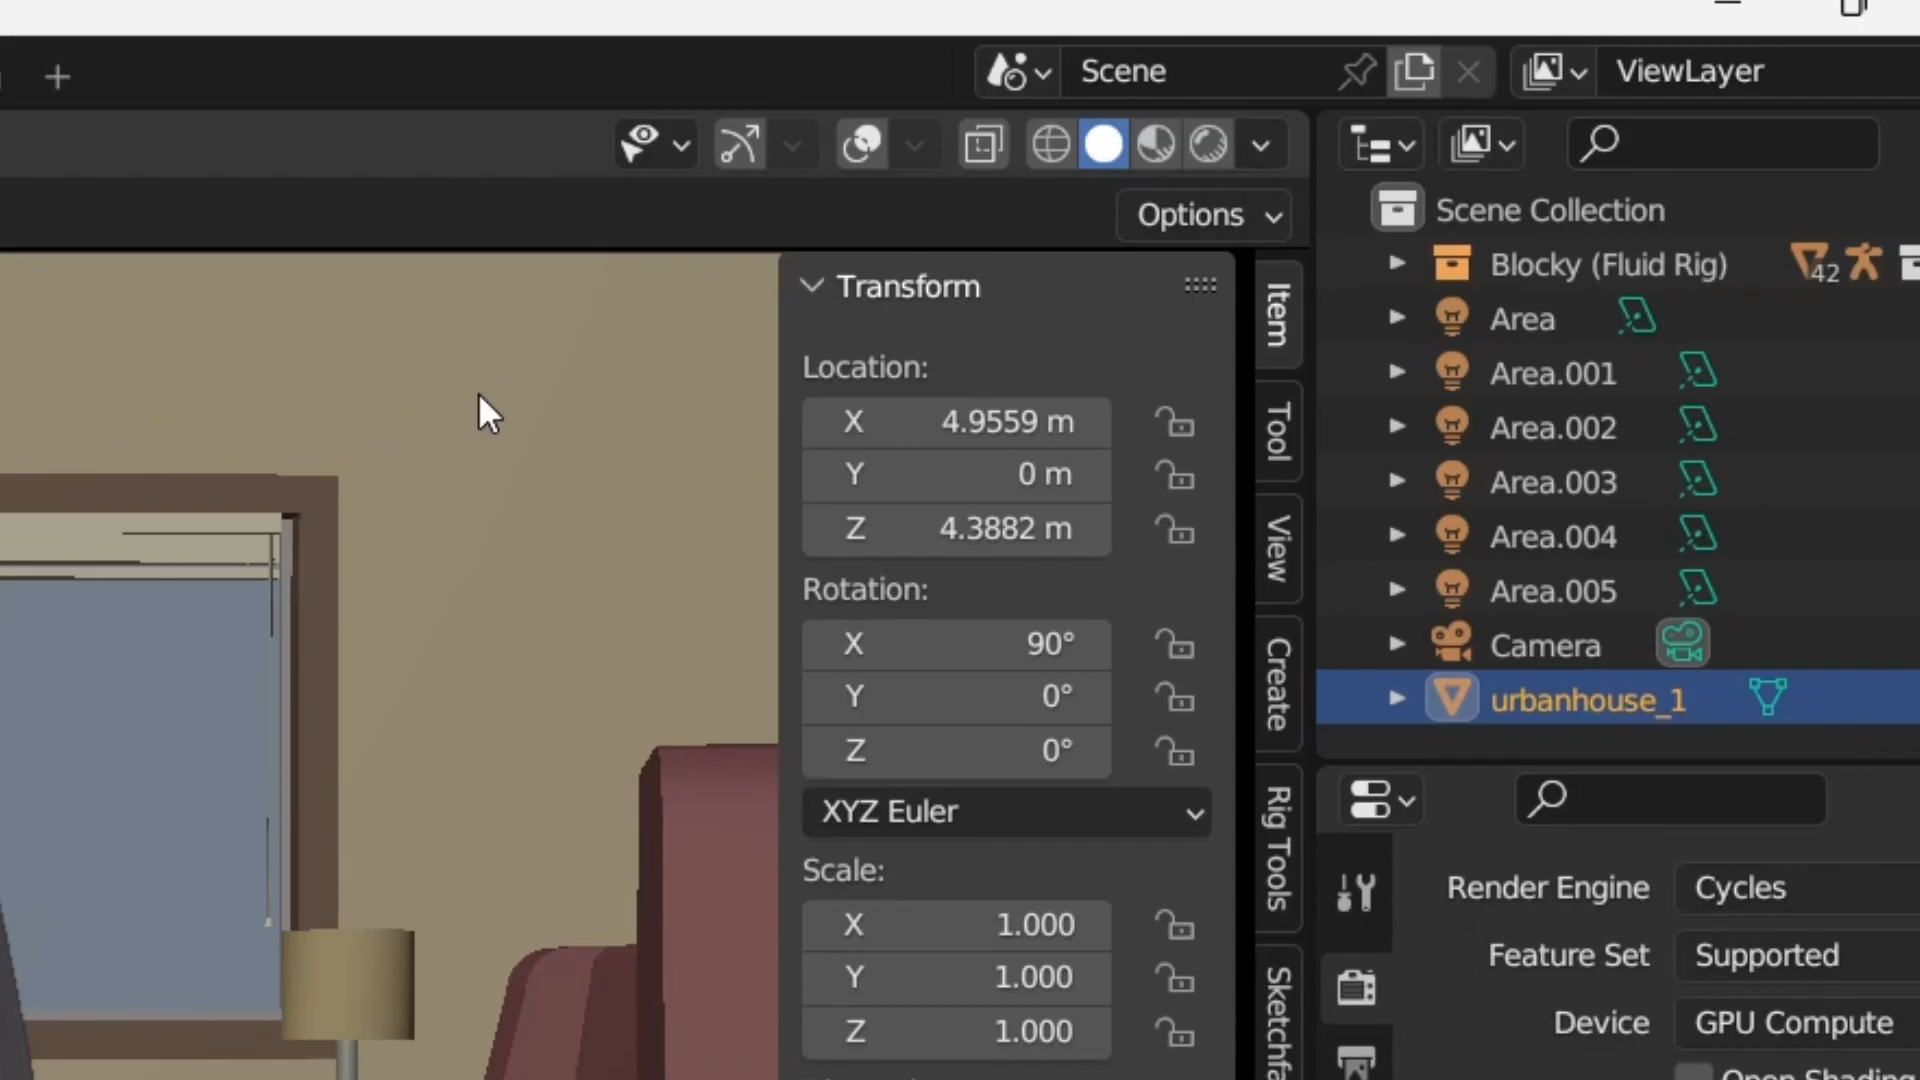 Scene
ViewLayer
Options
Scene Collection
Blocky (Fluid Rig)
42
Area
Area.001
Area.002
Area.003
Area.004
Area.005
Camera
urbanhouse_1
Transform
Location:
X 4.9559 m
Y 0 m
Z 4.3882 m
Rotation:
X 90°
Y 0°
Z 0°
XYZ Euler
Scale:
X 1.000
Y 1.000
Z 1.000
Item
Tool
View
Create
Rig Tools
Sketchfa
Render Engine Cycles
Feature Set Supported
Device GPU Compute
Open Shading